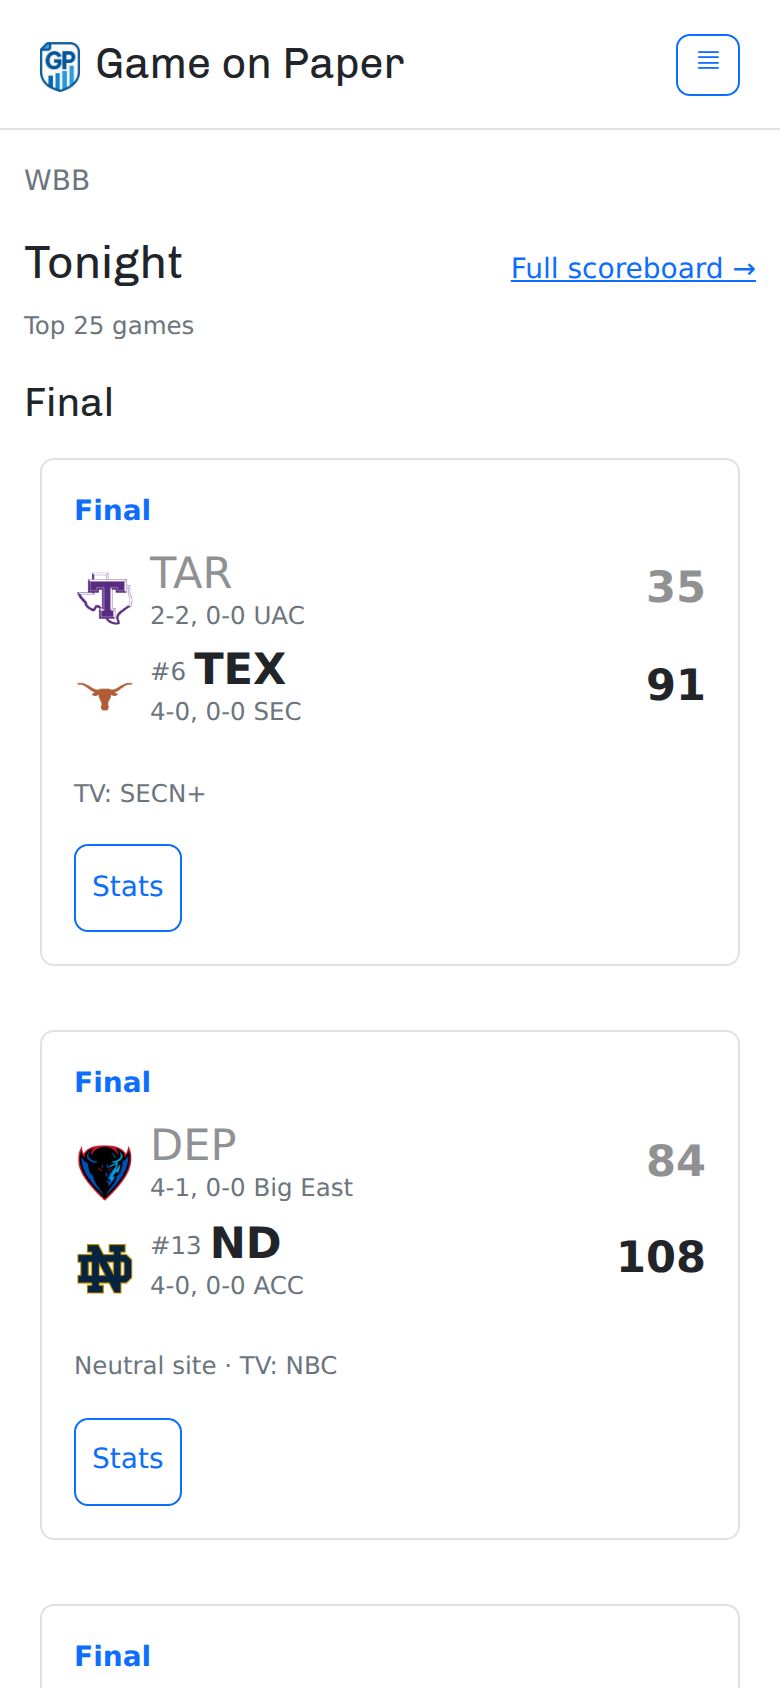 GP Game on Paper
WBB
Tonight
Full scoreboard →
Top 25 games
Final
Final
TAR
35
2-2, 0-0 UAC
#6 TEX
91
4-0, 0-0 SEC
TV: SECN+
Stats
Final
DEP
84
4-1, 0-0 Big East
#13 ND
108
4-0, 0-0 ACC
Neutral site · TV: NBC
Stats
Final